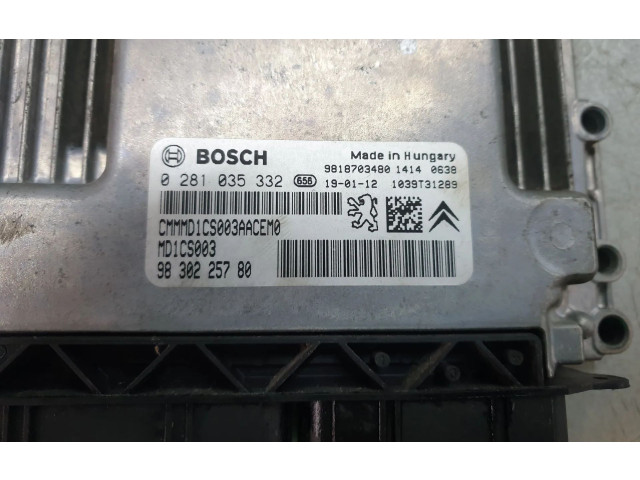 BOSCH Made in Hungary
9818703480 1414 0638
0 281 035 332 658 19-01-12 1039T31289
CMMMD1CS003AACEM0
MD1CS003
98 302 257 80